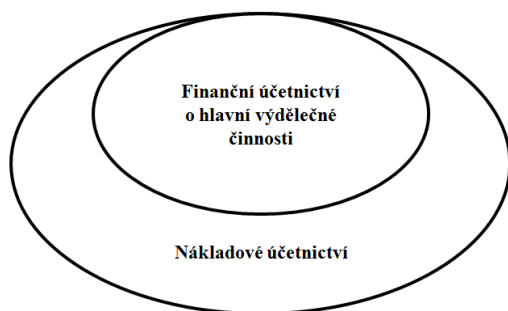 Finanční účetnictví
o hlavní výdělečné
činnosti
Nákladové účetnictví